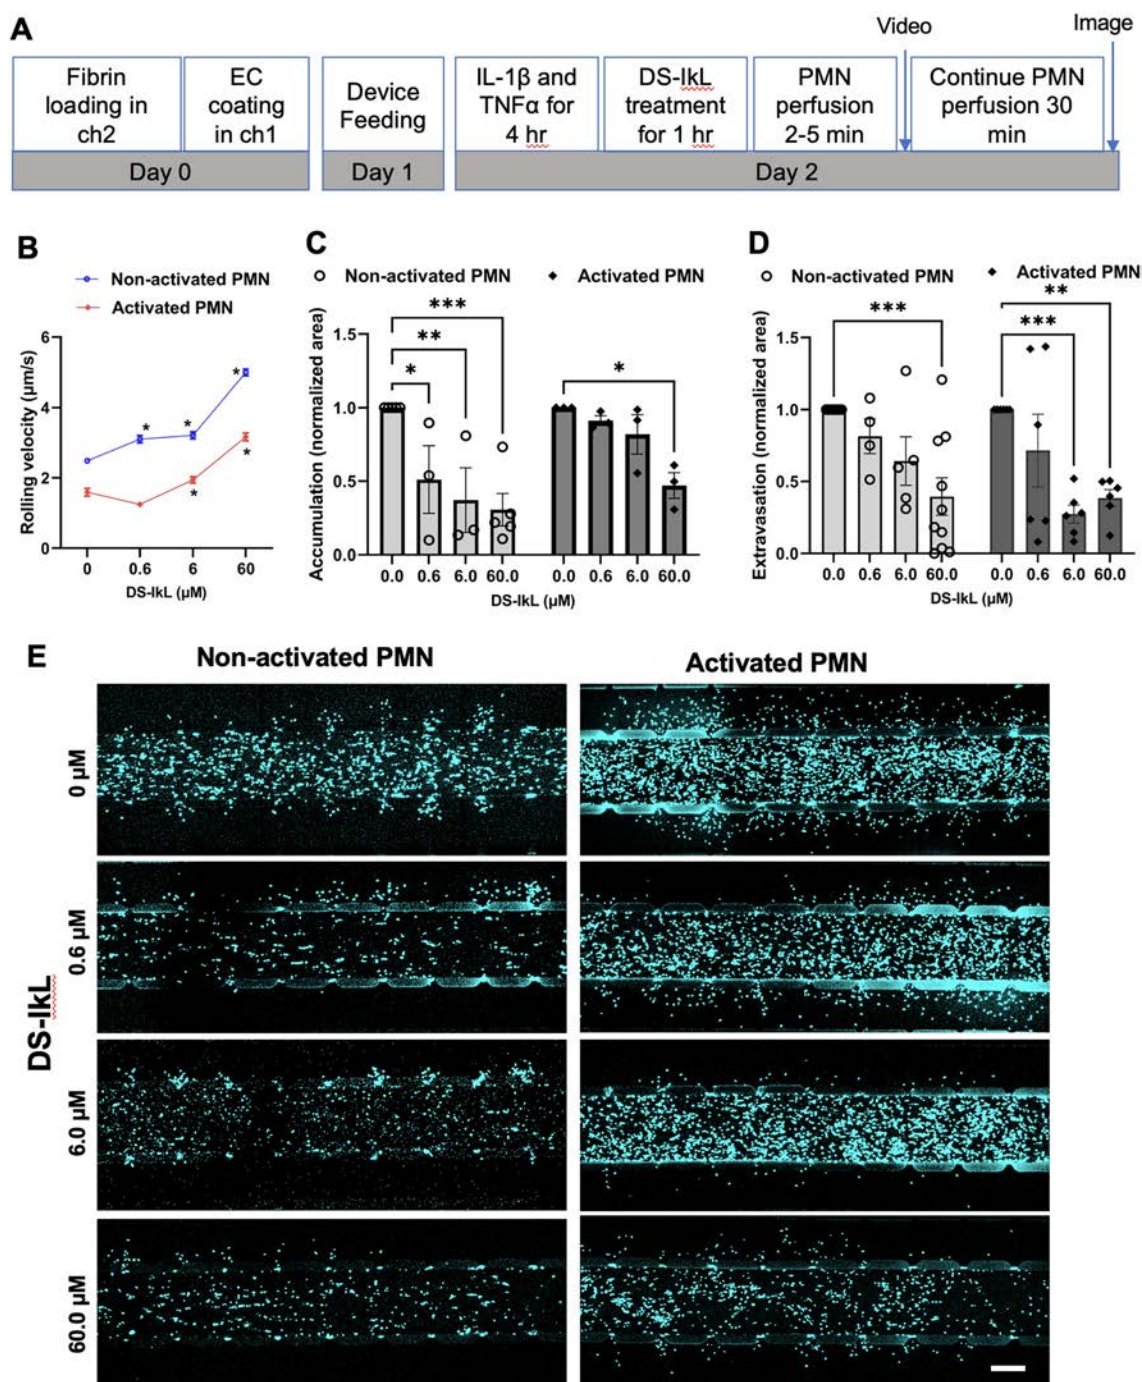 A
Video
Image
Fibrin
loading in
ch2
EC
coating
in ch1
Device
Feeding
IL-1β and
TNFα for
4 hr
DS-IkL
treatment
for 1 hr
PMN
perfusion
2-5 min
Continue PMN
perfusion 30
min
Day 0
Day 1
Day 2
B
Non-activated PMN
Activated PMN
Rolling velocity (µm/s)
6
4
2
0
*
*
*
*
*
0
0.6
6
60
DS-IkL (µM)
C
Non-activated PMN
Activated PMN
Accumulation (normalized area)
1.5
1.0
0.5
0.0
***
**
*
*
0.0
0.6
6.0
60.0
0.0
0.6
6.0
60.0
DS-IkL (µM)
D
Non-activated PMN
Activated PMN
Extravasation (normalized area)
1.5
1.0
0.5
0.0
***
**
***
0.0
0.6
6.0
60.0
0.0
0.6
6.0
60.0
DS-IkL (µM)
E
Non-activated PMN
Activated PMN
DS-IkL
0 µM
0.6 µM
6.0 µM
60.0 µM